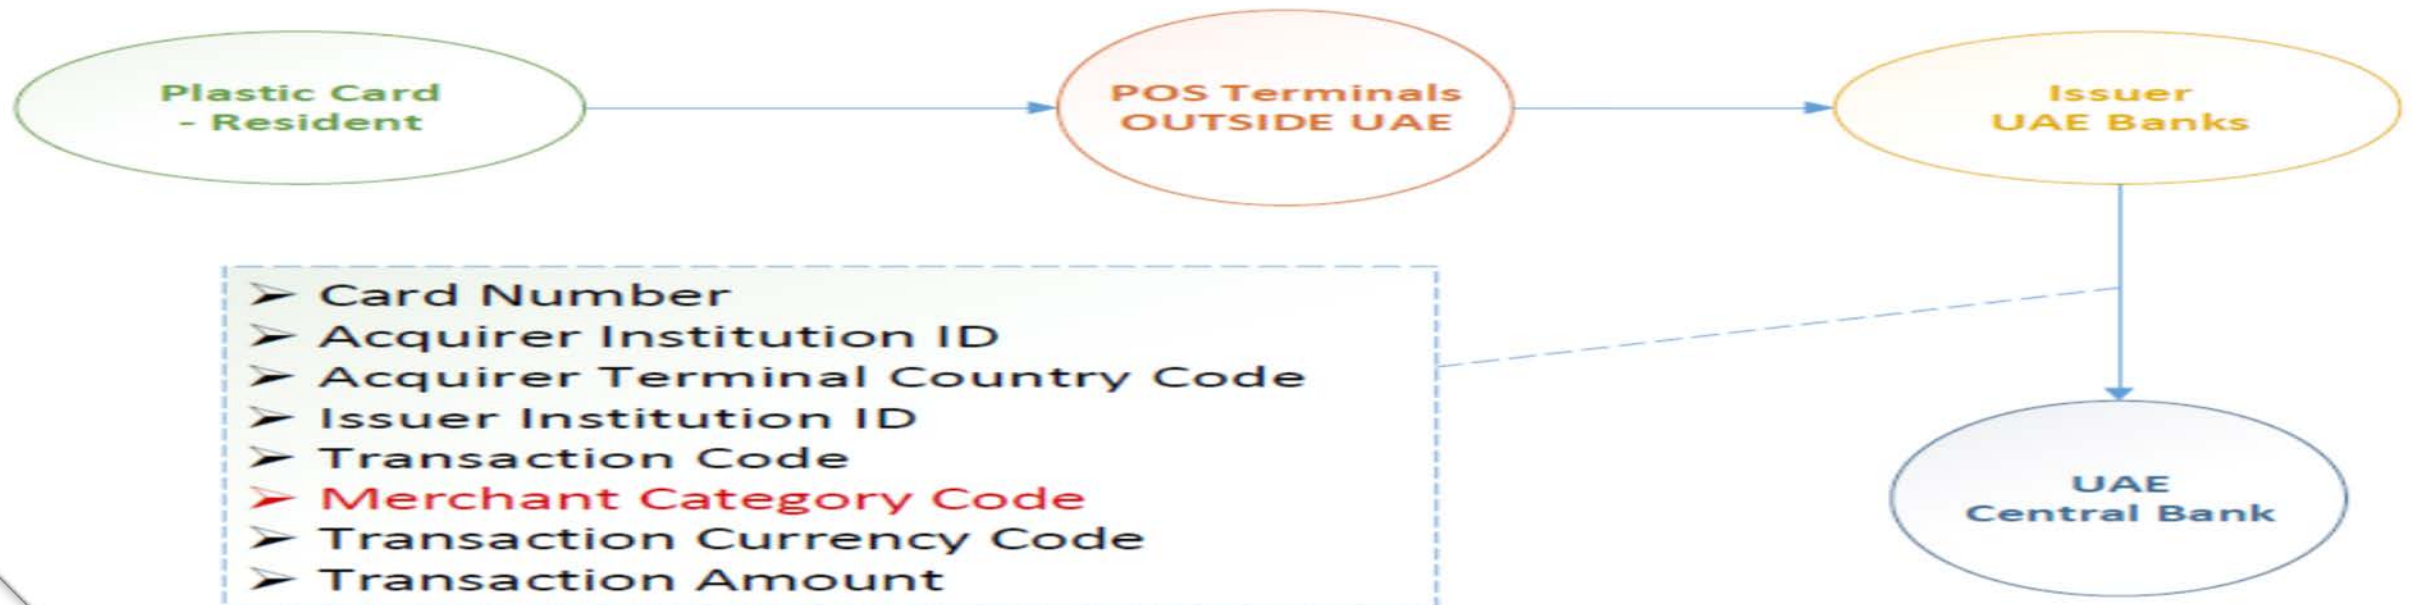 Plastic Card
- Resident
POS Terminals
OUTSIDE UAE
Issuer
UAE Banks
➢ Card Number
➢ Acquirer Institution ID
➢ Acquirer Terminal Country Code
➢ Issuer Institution ID
➢ Transaction Code
➢ Merchant Category Code
➢ Transaction Currency Code
➢ Transaction Amount
UAE
Central Bank